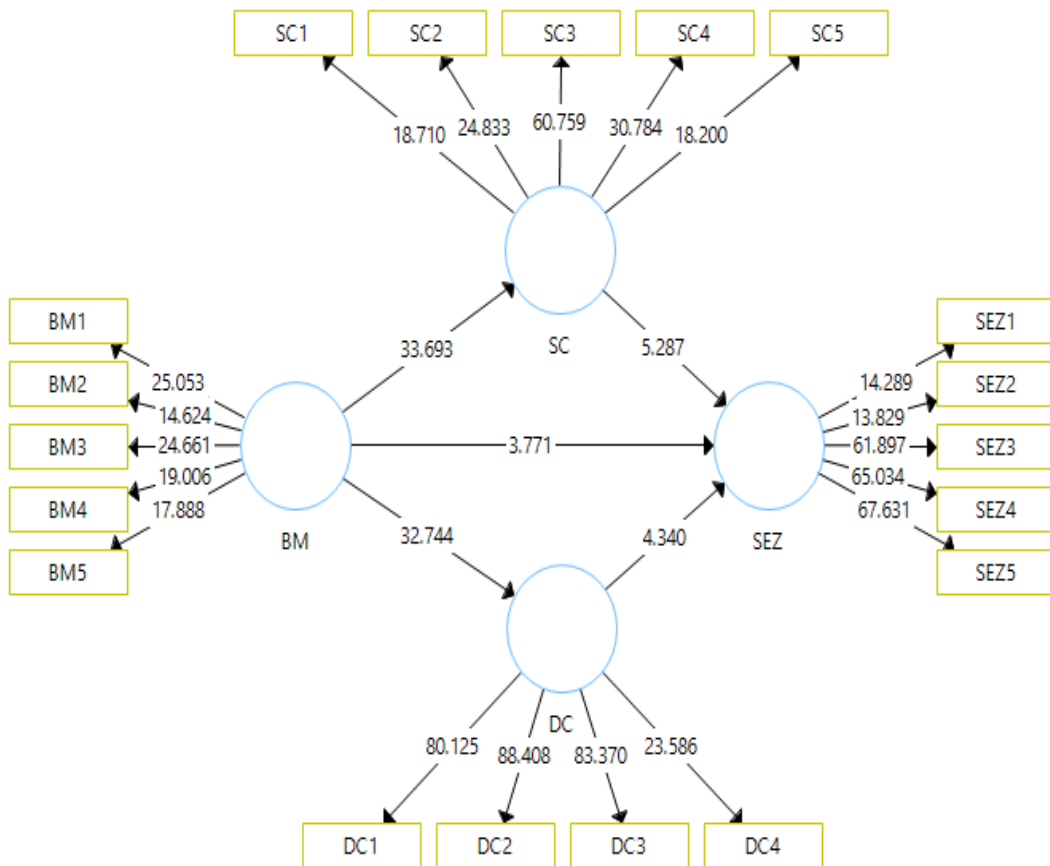 SC1 SC2 SC3 SC4 SC5
18.710 24.833 60.759 30.784 18.200
SC
33.693 5.287
BM1
BM2
BM3
BM4
BM5
25.053
14.624
24.661
19.006
17.888
BM
3.771
SEZ
14.289
13.829
61.897
65.034
67.631
SEZ1
SEZ2
SEZ3
SEZ4
SEZ5
32.744 4.340
DC
80.125 88.408 83.370 23.586
DC1 DC2 DC3 DC4